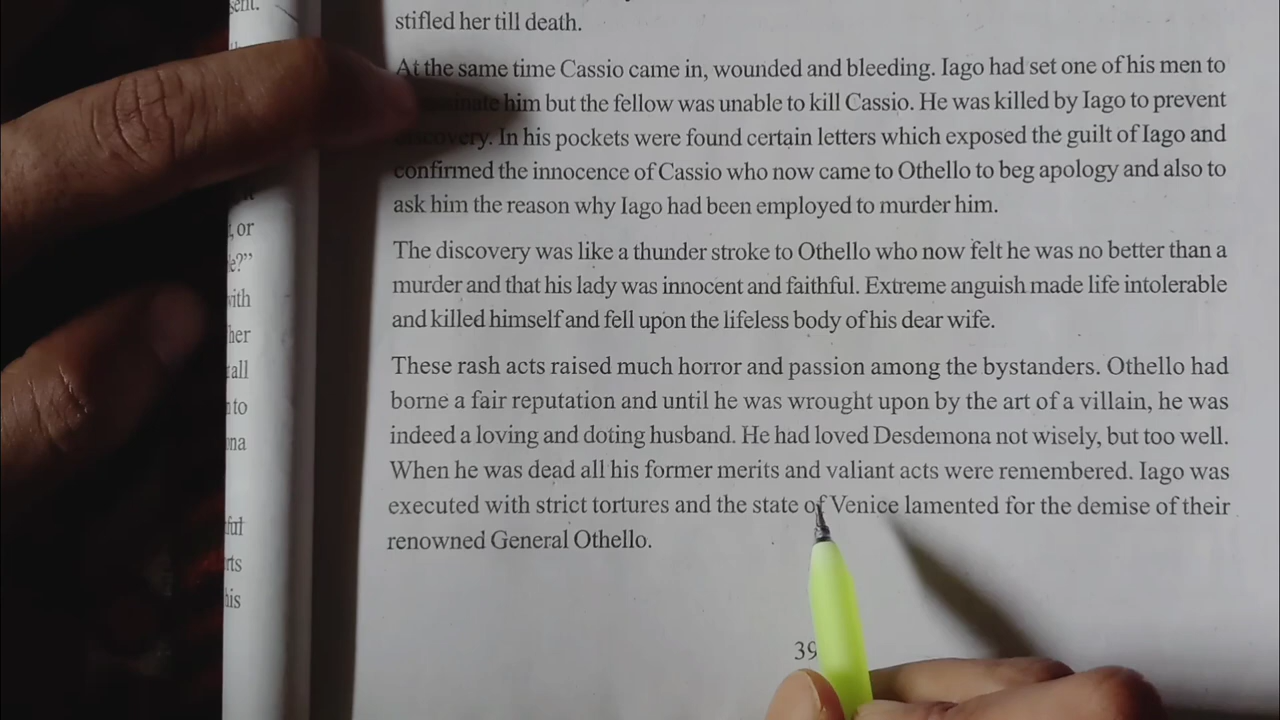 sent.
stifled her till death.
At the same time Cassio came in, wounded and bleeding. Iago had set one of his men to
him but the fellow was unable to kill Cassio. He was killed by Iago to prevent
discovery. In his pockets were found certain letters which exposed the guilt of Iago and
confirmed the innocence of Cassio who now came to Othello to beg apology and also to
ask him the reason why Iago had been employed to murder him.
The discovery was like a thunder stroke to Othello who now felt he was no better than a
murder and that his lady was innocent and faithful. Extreme anguish made life intolerable
and killed himself and fell upon the lifeless body of his dear wife.
These rash acts raised much horror and passion among the bystanders. Othello had
borne a fair reputation and until he was wrought upon by the art of a villain, he was
indeed a loving and doting husband. He had loved Desdemona not wisely, but too well.
When he was dead all his former merits and valiant acts were remembered. Iago was
executed with strict tortures and the state of Venice lamented for the demise of their
renowned General Othello.
39
or
with
her
to
his